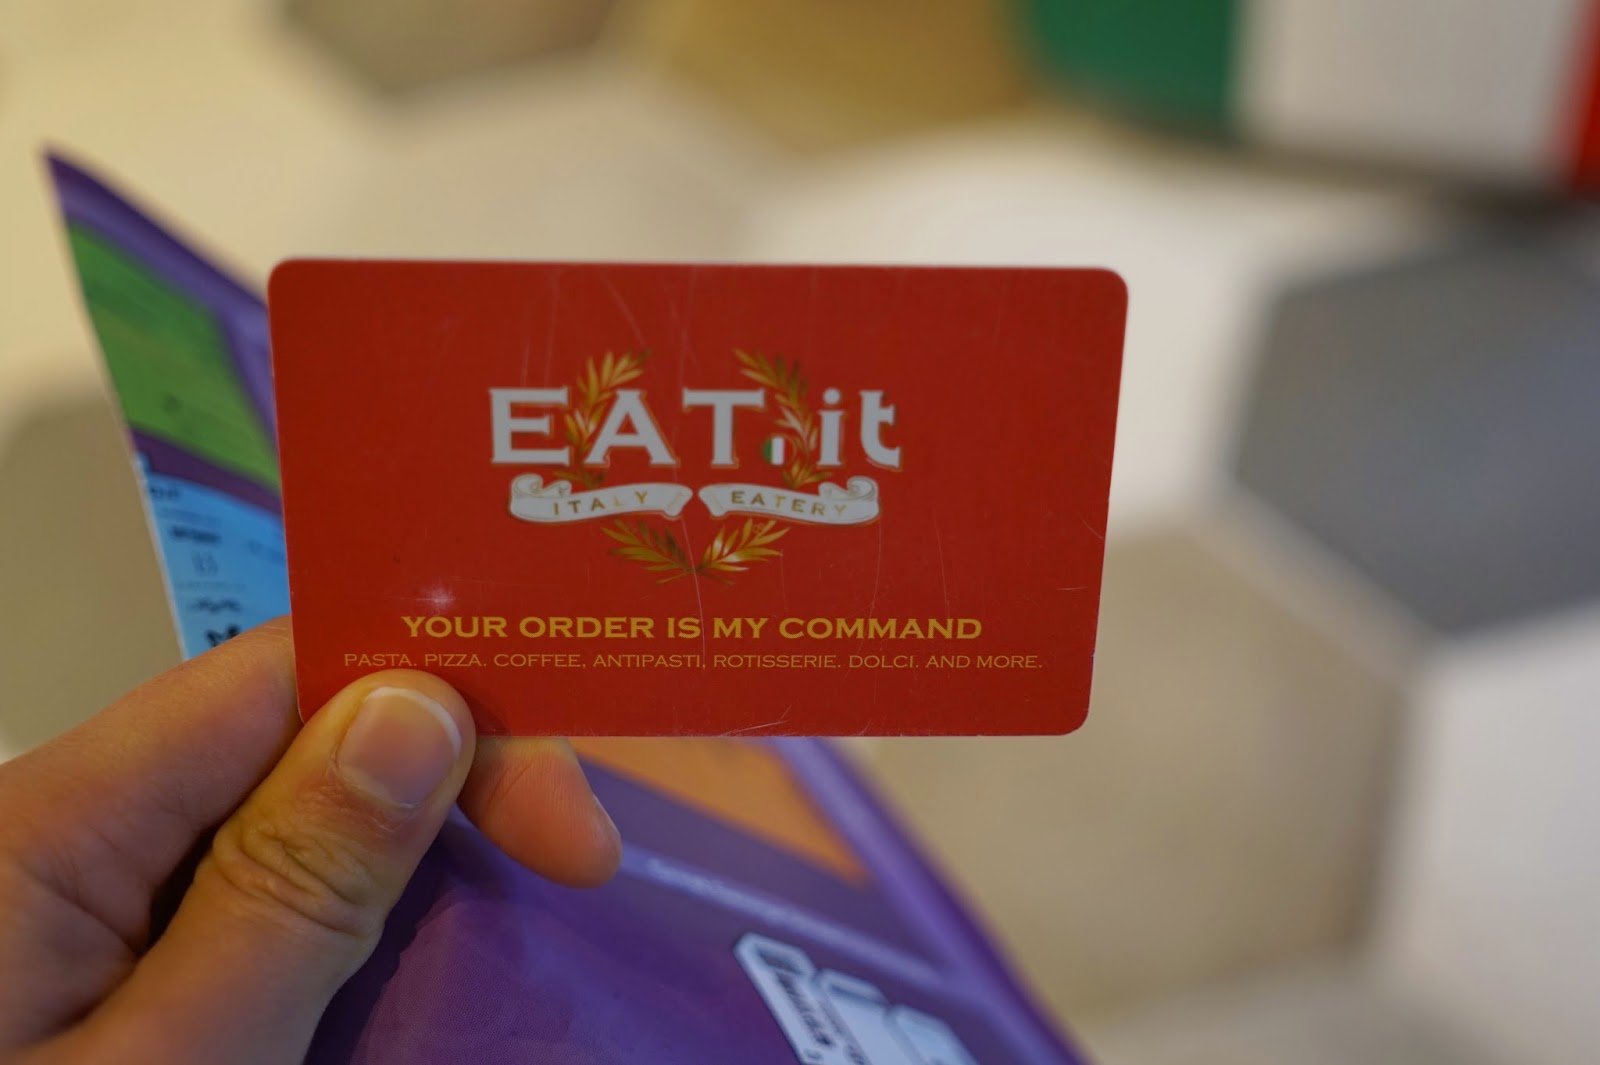 EAT.it
ITALY EATERY
YOUR ORDER IS MY COMMAND
PASTA. PIZZA. COFFEE, ANTIPASTI, ROTISSERIE. DOLCI. AND MORE.